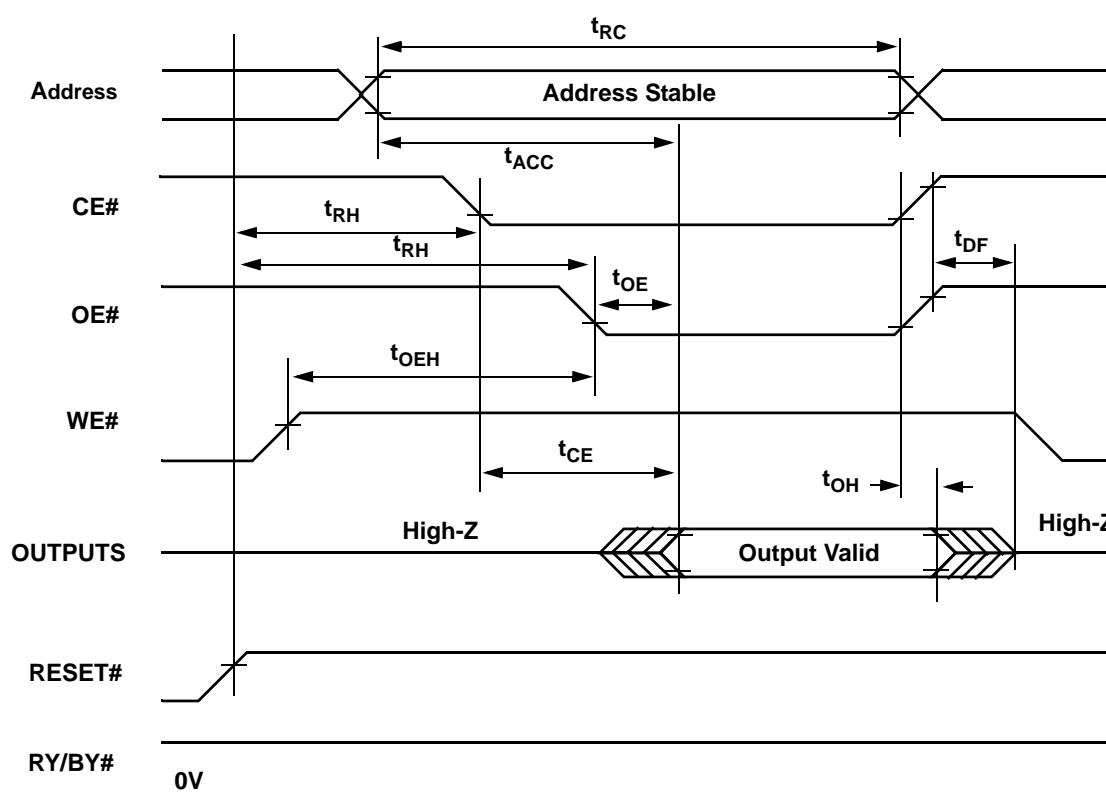 tRC
Address
Address Stable
tACC
CE#
tRH
tRH
tDF
tOE
OE#
tOEH
WE#
tCE
tOH
High-Z
High-Z
OUTPUTS
Output Valid
RESET#
RY/BY#
0V